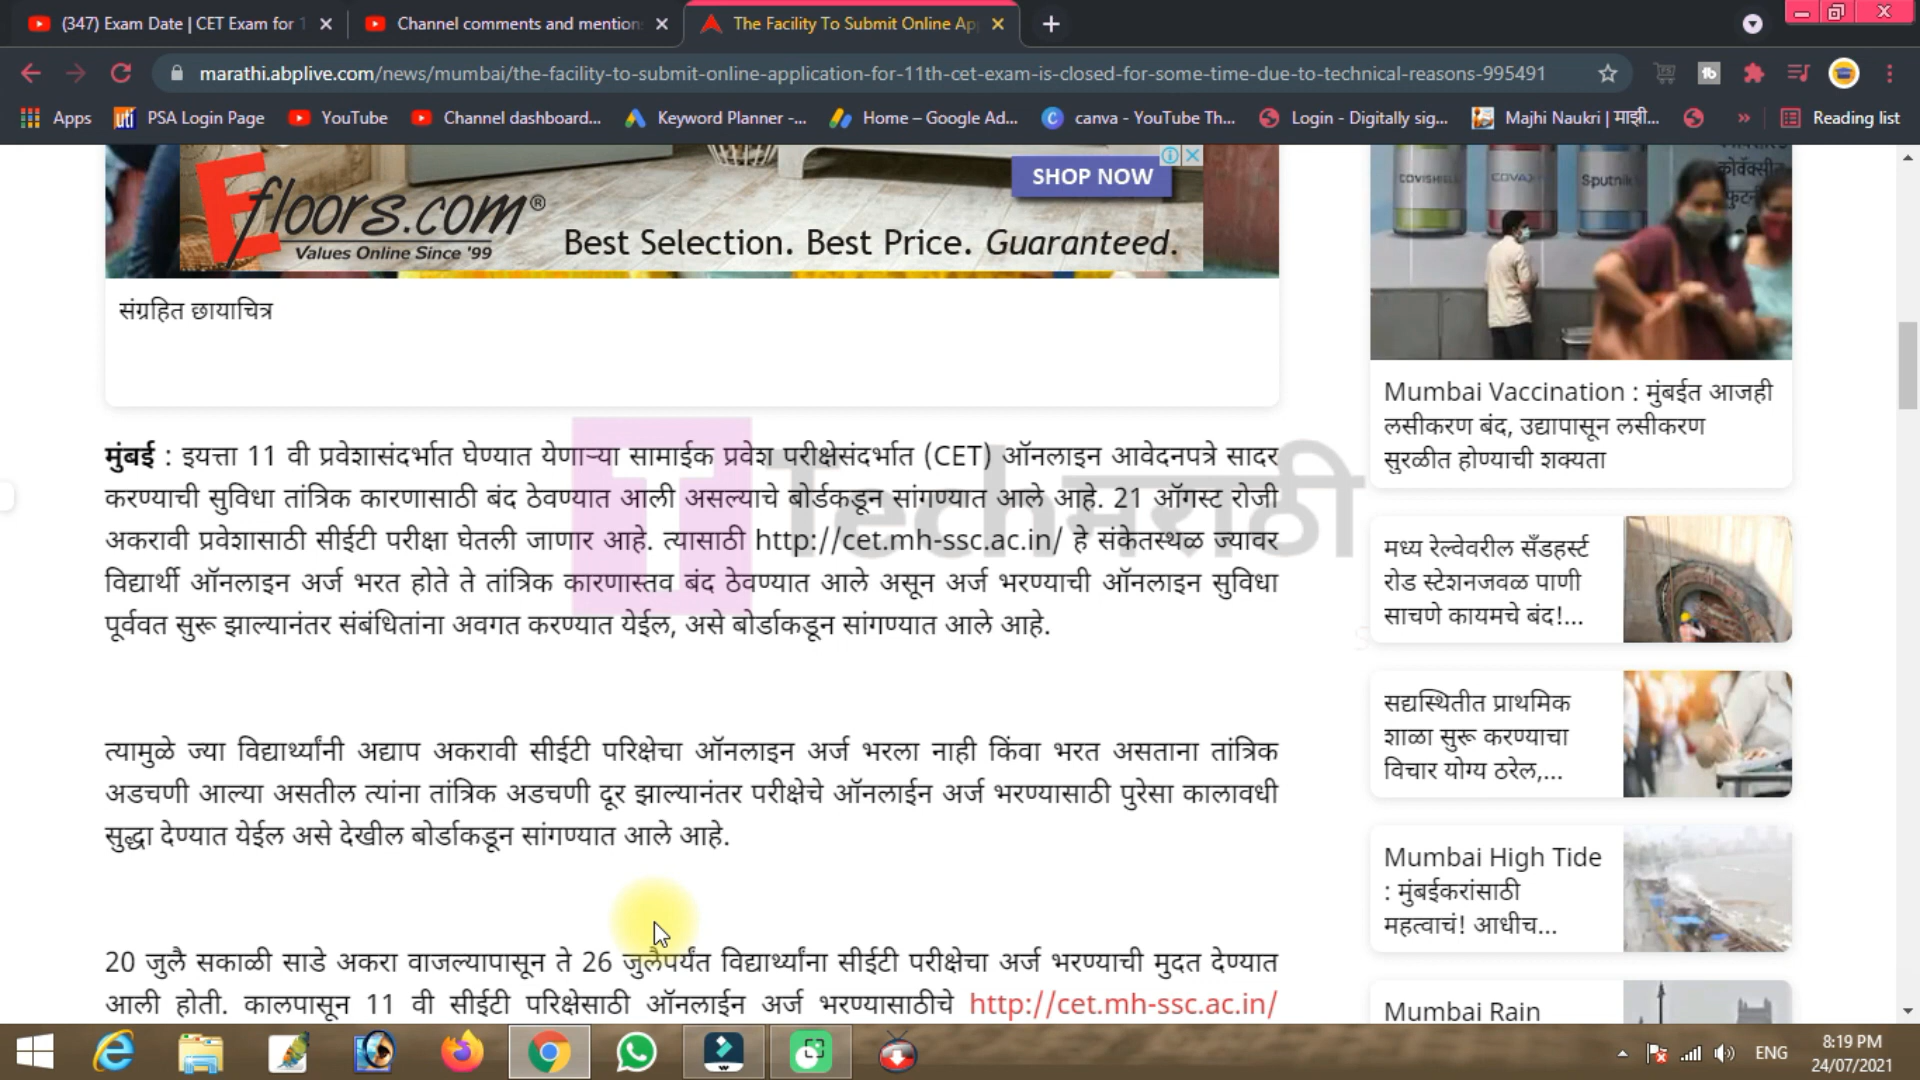 (347) Exam Date | CET Exam for 1
Channel comments and mention
The Facility To Submit Online Ap
marathi.abplive.com/news/mumbai/the-facility-to-submit-online-application-for-11th-cet-exam-is-closed-for-some-time-due-to-technical-reasons-995491
Apps
uti PSA Login Page
YouTube
Channel dashboard...
Keyword Planner -...
Home – Google Ad...
canva - YouTube Th...
Login - Digitally sig...
Majhi Naukri | माझी...
»
Reading list
Efloors.com®
Values Online Since '99
SHOP NOW
Best Selection. Best Price. Guaranteed.
संग्रहित छायाचित्र
Techमराठी
मुंबई : इयत्ता 11 वी प्रवेशासंदर्भात घेण्यात येणाऱ्या सामाईक प्रवेश परीक्षेसंदर्भात (CET) ऑनलाइन आवेदनपत्रे सादर
करण्याची सुविधा तांत्रिक कारणासाठी बंद ठेवण्यात आली असल्याचे बोर्डकडून सांगण्यात आले आहे. 21 ऑगस्ट रोजी
अकरावी प्रवेशासाठी सीईटी परीक्षा घेतली जाणार आहे. त्यासाठी http://cet.mh-ssc.ac.in/ हे संकेतस्थळ ज्यावर
विद्यार्थी ऑनलाइन अर्ज भरत होते ते तांत्रिक कारणास्तव बंद ठेवण्यात आले असून अर्ज भरण्याची ऑनलाइन सुविधा
पूर्ववत सुरू झाल्यानंतर संबंधितांना अवगत करण्यात येईल, असे बोर्डाकडून सांगण्यात आले आहे.
त्यामुळे ज्या विद्यार्थ्यांनी अद्याप अकरावी सीईटी परिक्षेचा ऑनलाइन अर्ज भरला नाही किंवा भरत असताना तांत्रिक
अडचणी आल्या असतील त्यांना तांत्रिक अडचणी दूर झाल्यानंतर परीक्षेचे ऑनलाईन अर्ज भरण्यासाठी पुरेसा कालावधी
सुद्धा देण्यात येईल असे देखील बोर्डाकडून सांगण्यात आले आहे.
20 जुलै सकाळी साडे अकरा वाजल्यापासून ते 26 जुलैपर्यंत विद्यार्थ्यांना सीईटी परीक्षेचा अर्ज भरण्याची मुदत देण्यात
आली होती. कालपासून 11 वी सीईटी परिक्षेसाठी ऑनलाईन अर्ज भरण्यासाठीचे http://cet.mh-ssc.ac.in/
COVISHIELD
COVAX
Sputnik
Mumbai Vaccination : मुंबईत आजही
लसीकरण बंद, उद्यापासून लसीकरण
सुरळीत होण्याची शक्यता
मध्य रेल्वेवरील सँडहर्स्ट
रोड स्टेशनजवळ पाणी
साचणे कायमचे बंद!...
सद्यस्थितीत प्राथमिक
शाळा सुरू करण्याचा
विचार योग्य ठरेल,...
Mumbai High Tide
: मुंबईकरांसाठी
महत्वाचं! आधीच...
Mumbai Rain
ENG
8:19 PM
24/07/2021